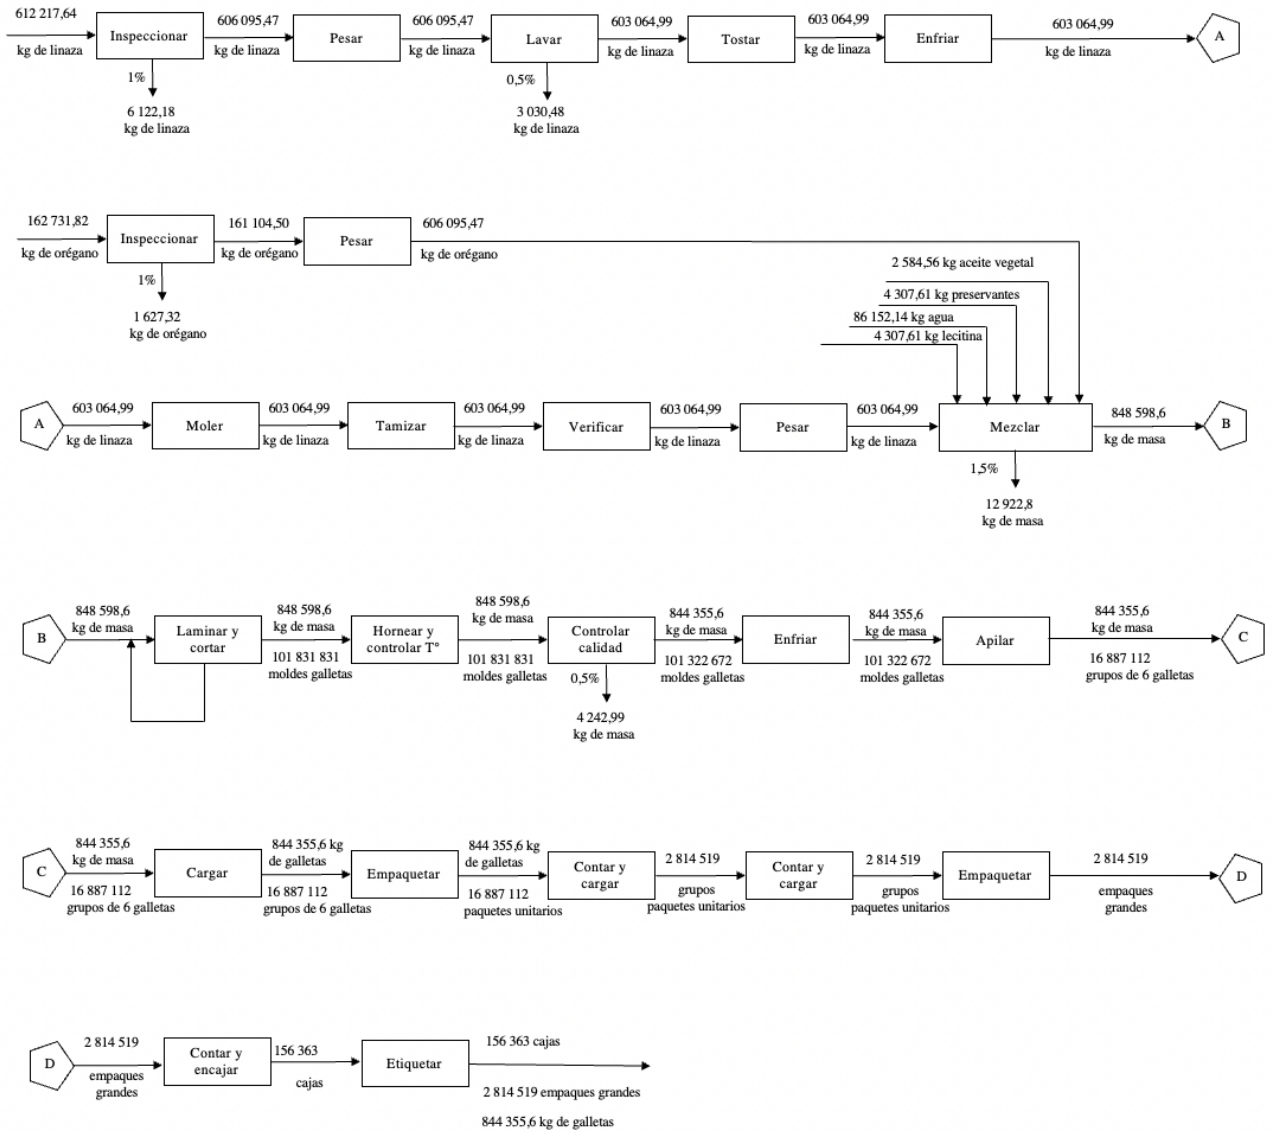 612 217,64
kg de linaza
Inspeccionar
606 095,47
kg de linaza
Pesar
606 095,47
kg de linaza
Lavar
603 064,99
kg de linaza
Tostar
603 064,99
kg de linaza
Enfriar
603 064,99
kg de linaza
A
1%
6 122,18
kg de linaza
0,5%
3 030,48
kg de linaza
162 731,82
kg de orégano
Inspeccionar
161 104,50
kg de orégano
Pesar
606 095,47
kg de orégano
1%
1 627,32
kg de orégano
2 584,56 kg aceite vegetal
4 307,61 kg preservantes
86 152,14 kg agua
4 307,61 kg lecitina
A
603 064,99
kg de linaza
Moler
603 064,99
kg de linaza
Tamizar
603 064,99
kg de linaza
Verificar
603 064,99
kg de linaza
Pesar
603 064,99
kg de linaza
Mezclar
848 598,6
kg de masa
B
1,5%
12 922,8
kg de masa
B
848 598,6
kg de masa
Laminar y
cortar
848 598,6
kg de masa
101 831 831
moldes galletas
Hornear y
controlar T°
848 598,6
kg de masa
101 831 831
moldes galletas
Controlar
calidad
844 355,6
kg de masa
101 322 672
moldes galletas
Enfriar
844 355,6
kg de masa
101 322 672
moldes galletas
Apilar
844 355,6
kg de masa
16 887 112
grupos de 6 galletas
C
0,5%
4 242,99
kg de masa
C
844 355,6
kg de masa
16 887 112
grupos de 6 galletas
Cargar
844 355,6 kg
de galletas
16 887 112
grupos de 6 galletas
Empaquetar
844 355,6 kg
de galletas
16 887 112
paquetes unitarios
Contar y
cargar
2 814 519
grupos
paquetes unitarios
Contar y
cargar
2 814 519
grupos
paquetes unitarios
Empaquetar
2 814 519
empaques
grandes
D
D
2 814 519
empaques
grandes
Contar y
encajar
156 363
cajas
Etiquetar
156 363 cajas
2 814 519 empaques grandes
844 355,6 kg de galletas